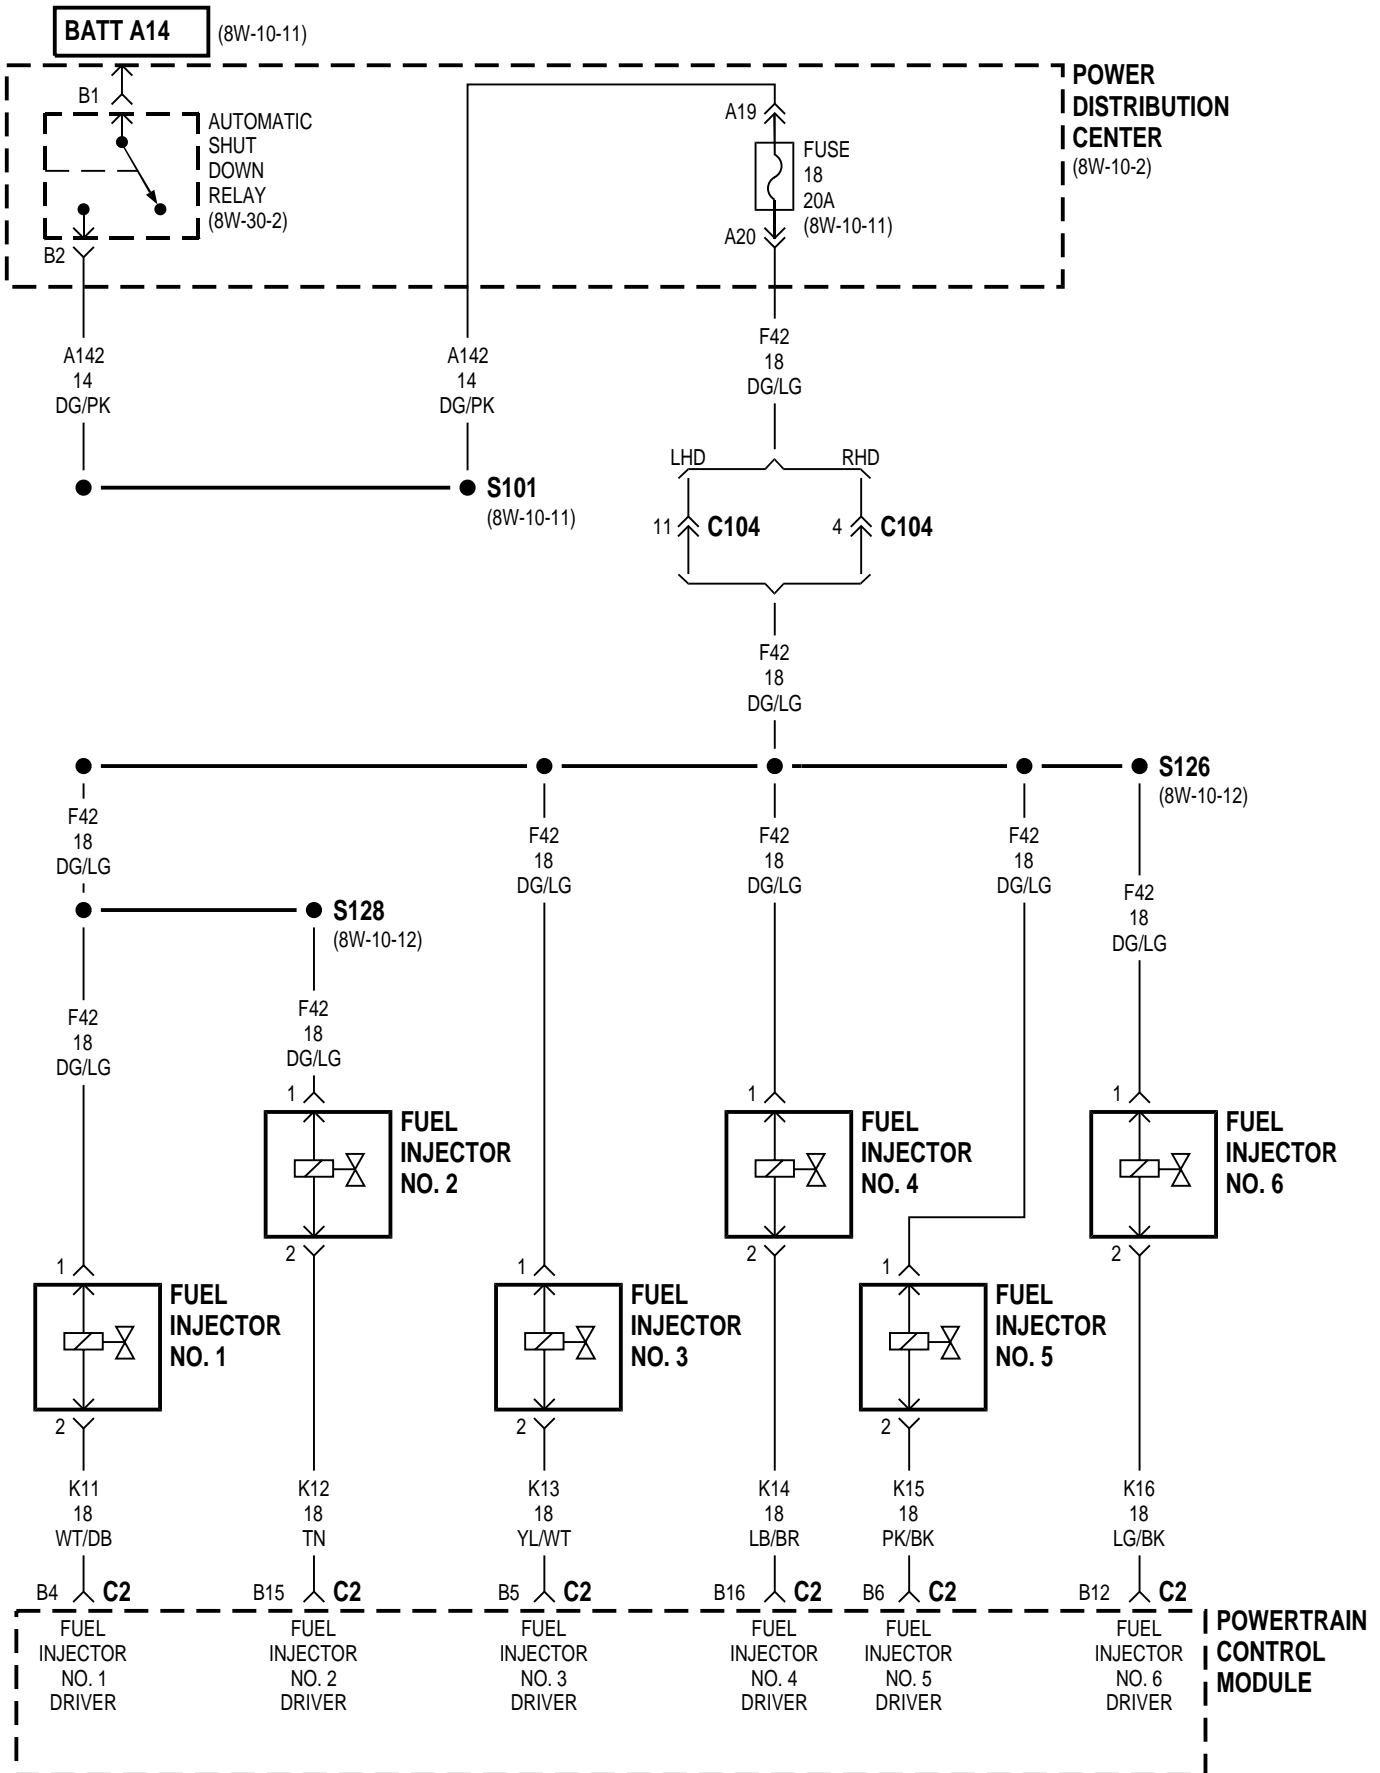 BATT A14 (8W-10-11)
POWER
DISTRIBUTION
CENTER
(8W-10-2)
B1
AUTOMATIC
SHUT
DOWN
RELAY
(8W-30-2)
B2
A19
FUSE
18
20A
(8W-10-11)
A20
A142
14
DG/PK
A142
14
DG/PK
F42
18
DG/LG
S101
(8W-10-11)
LHD RHD
11 C104 4 C104
F42
18
DG/LG
S126
(8W-10-12)
F42
18
DG/LG
F42
18
DG/LG
F42
18
DG/LG
F42
18
DG/LG
F42
18
DG/LG
S128
(8W-10-12)
F42
18
DG/LG
F42
18
DG/LG
1
FUEL
INJECTOR
NO. 2
2
1
FUEL
INJECTOR
NO. 4
2
1
FUEL
INJECTOR
NO. 6
2
1
FUEL
INJECTOR
NO. 1
2
1
FUEL
INJECTOR
NO. 3
2
1
FUEL
INJECTOR
NO. 5
2
K11
18
WT/DB
K12
18
TN
K13
18
YL/WT
K14
18
LB/BR
K15
18
PK/BK
K16
18
LG/BK
B4 C2 B15 C2 B5 C2 B16 C2 B6 C2 B12 C2
FUEL
INJECTOR
NO. 1
DRIVER
FUEL
INJECTOR
NO. 2
DRIVER
FUEL
INJECTOR
NO. 3
DRIVER
FUEL
INJECTOR
NO. 4
DRIVER
FUEL
INJECTOR
NO. 5
DRIVER
FUEL
INJECTOR
NO. 6
DRIVER
POWERTRAIN
CONTROL
MODULE